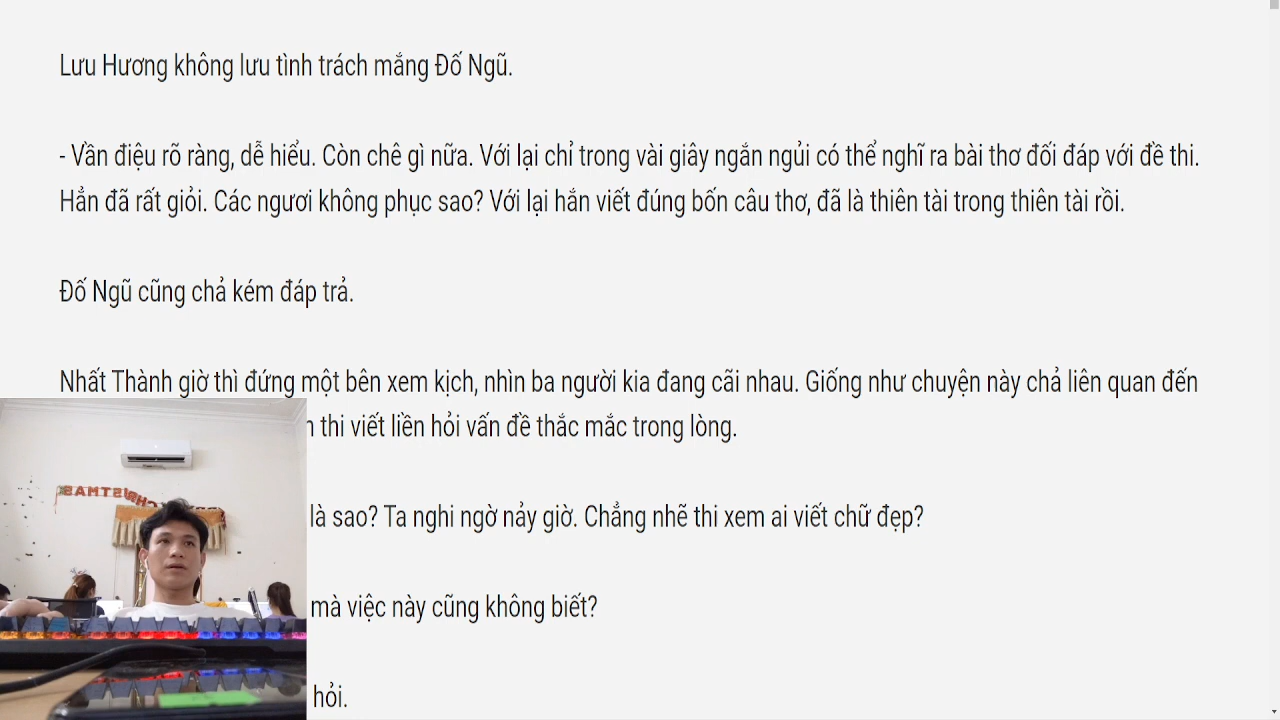 Lưu Hương không lưu tình trách mắng Đố Ngũ.
- Vần điệu rõ ràng, dễ hiểu. Còn chê gì nữa. Với lại chỉ trong vài giây ngắn ngủi có thể nghĩ ra bài thơ đối đáp với đề thi.
Hắn đã rất giỏi. Các ngươi không phục sao? Với lại hắn viết đúng bốn câu thơ, đã là thiên tài trong thiên tài rồi.
Đố Ngũ cũng chả kém đáp trả.
Nhất Thành giờ thì đứng một bên xem kịch, nhìn ba người kia đang cãi nhau. Giống như chuyện này chả liên quan đến
thi viết liền hỏi vấn đề thắc mắc trong lòng.
là sao? Ta nghi ngờ nảy giờ. Chẳng nhẽ thi xem ai viết chữ đẹp?
mà việc này cũng không biết?
hỏi.